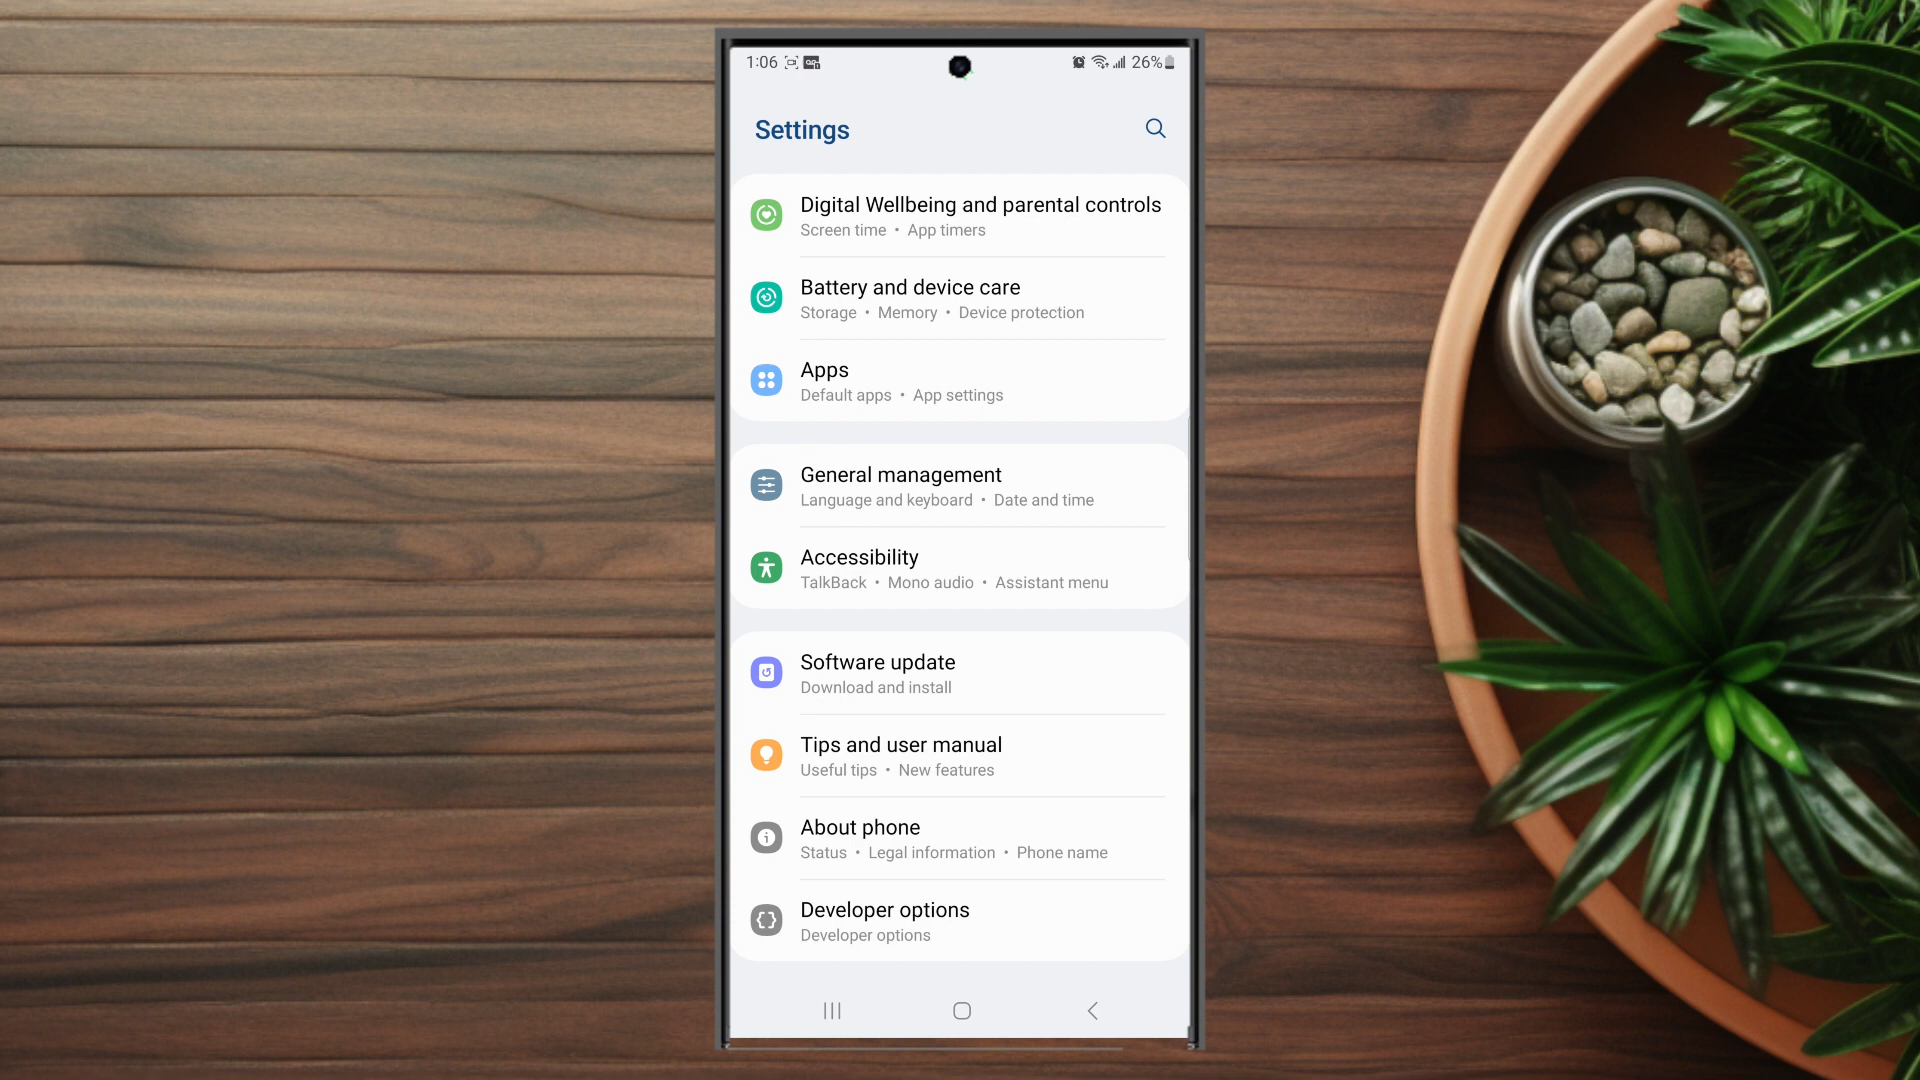 1:06 26%
Settings
Digital Wellbeing and parental controls
Screen time • App timers
Battery and device care
Storage • Memory • Device protection
Apps
Default apps • App settings
General management
Language and keyboard • Date and time
Accessibility
TalkBack • Mono audio • Assistant menu
Software update
Download and install
Tips and user manual
Useful tips • New features
About phone
Status • Legal information • Phone name
Developer options
Developer options